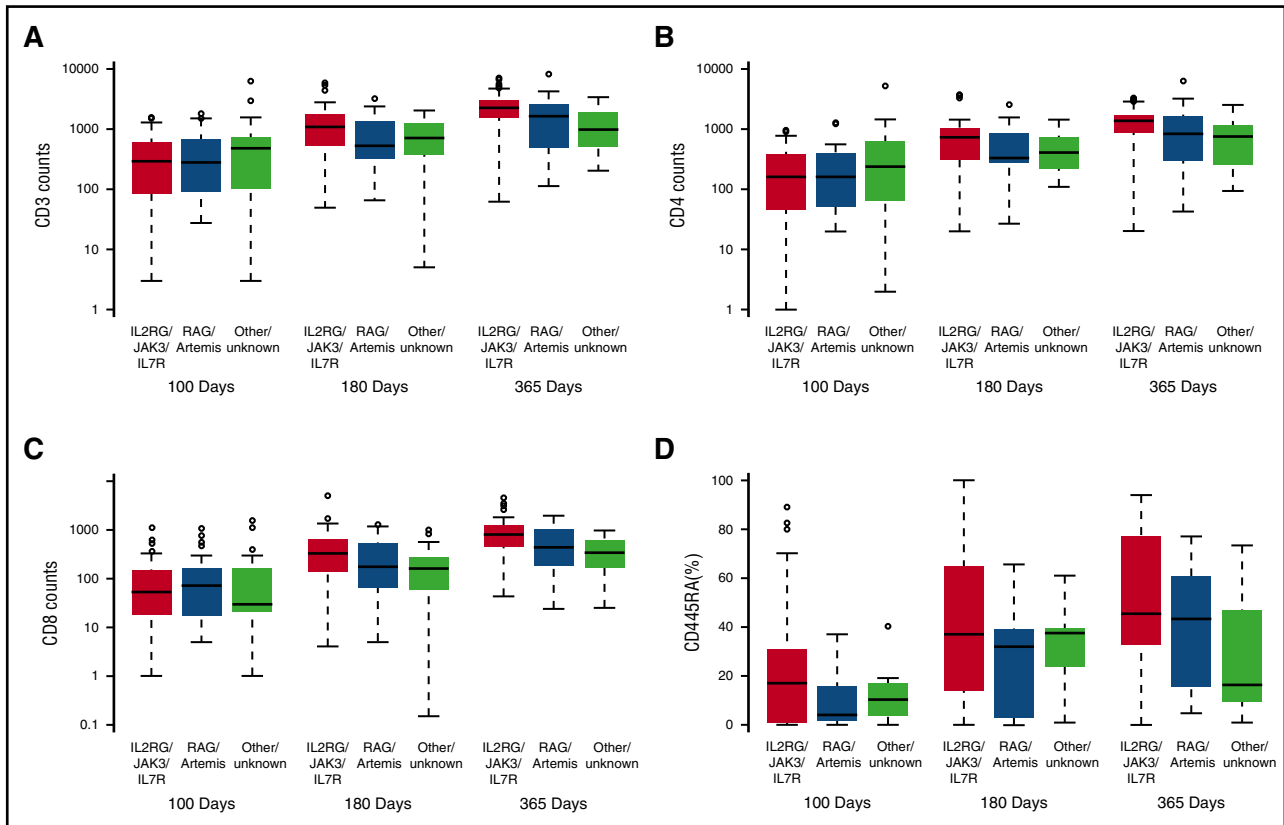 A
CD3 counts
10000
1000
100
10
1
IL2RG/ RAG/ Other/ IL2RG/ RAG/ Other/ IL2RG/ RAG/ Other/
JAK3/ Artemis unknown JAK3/ Artemis unknown JAK3/ Artemis unknown
IL7R IL7R IL7R
100 Days 180 Days 365 Days
B
CD4 counts
10000
1000
100
10
1
IL2RG/ RAG/ Other/ IL2RG/ RAG/ Other/ IL2RG/ RAG/ Other/
JAK3/ Artemis unknown JAK3/ Artemis unknown JAK3/ Artemis unknown
IL7R IL7R IL7R
100 Days 180 Days 365 Days
C
CD8 counts
1000
100
10
1
0.1
IL2RG/ RAG/ Other/ IL2RG/ RAG/ Other/ IL2RG/ RAG/ Other/
JAK3/ Artemis unknown JAK3/ Artemis unknown JAK3/ Artemis unknown
IL7R IL7R IL7R
100 Days 180 Days 365 Days
D
CD445RA(%)
100
80
60
40
20
0
IL2RG/ RAG/ Other/ IL2RG/ RAG/ Other/ IL2RG/ RAG/ Other/
JAK3/ Artemis unknown JAK3/ Artemis unknown JAK3/ Artemis unknown
IL7R IL7R IL7R
100 Days 180 Days 365 Days